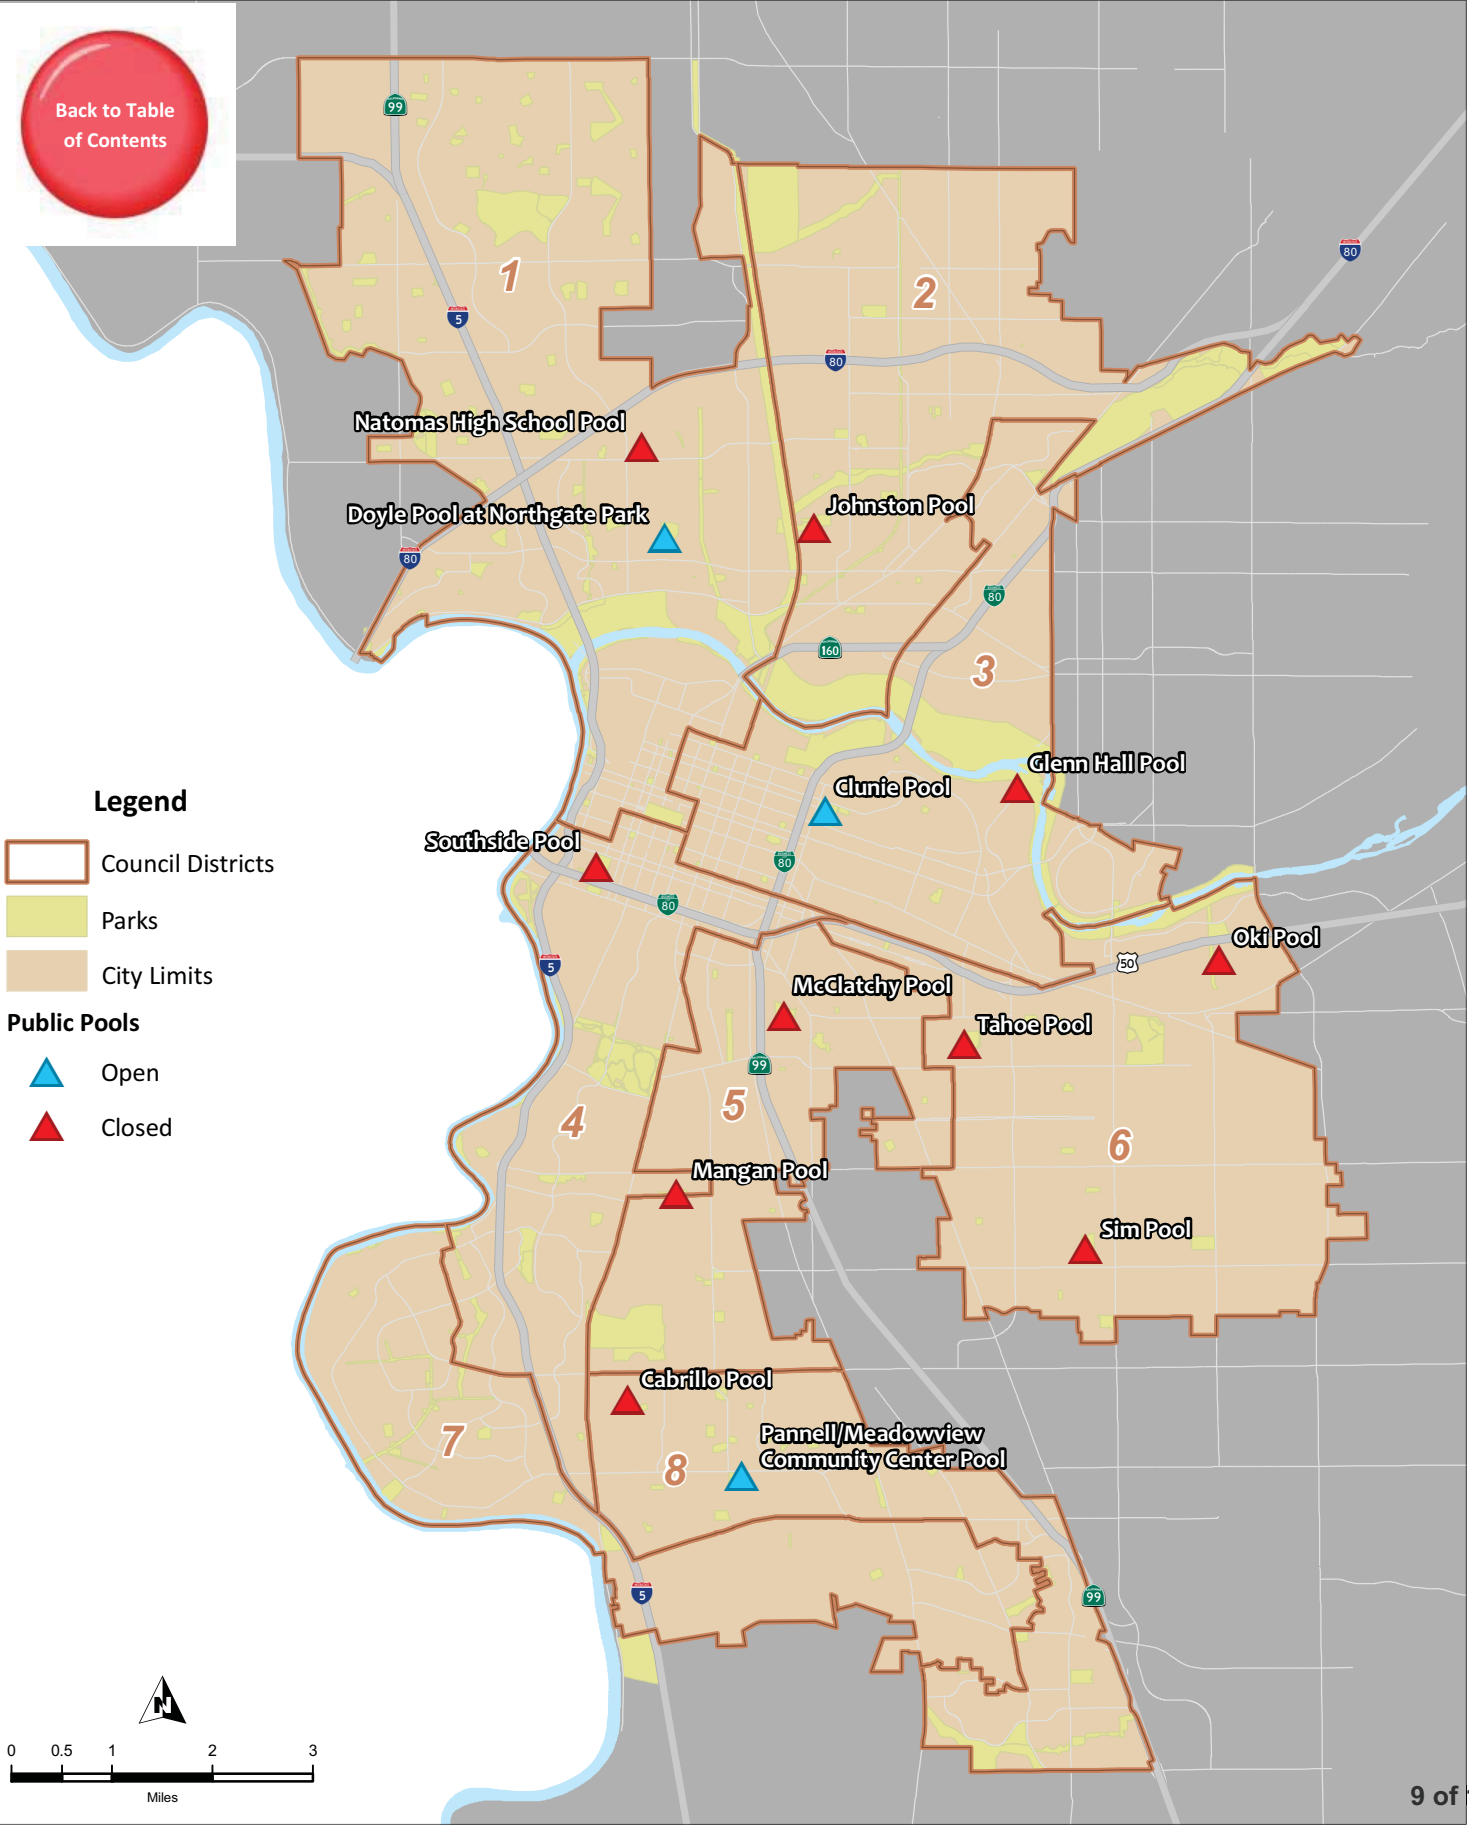 Back to Table
of Contents
99
1
2
80
5
80
Natomas High School Pool
Johnston Pool
Doyle Pool at Northgate Park
80
80
160
3
Glenn Hall Pool
Clunie Pool
Legend
Southside Pool
Council Districts
80
80
Parks
Oki Pool
50
5
City Limits
McClatchy Pool
Public Pools
Tahoe Pool
99
Open
5
4
Closed
6
Mangan Pool
Sim Pool
Cabrillo Pool
7
Pannell/Meadowview
Community Center Pool
8
5
99
N
0 0.5 1 2 3
Miles
9 of